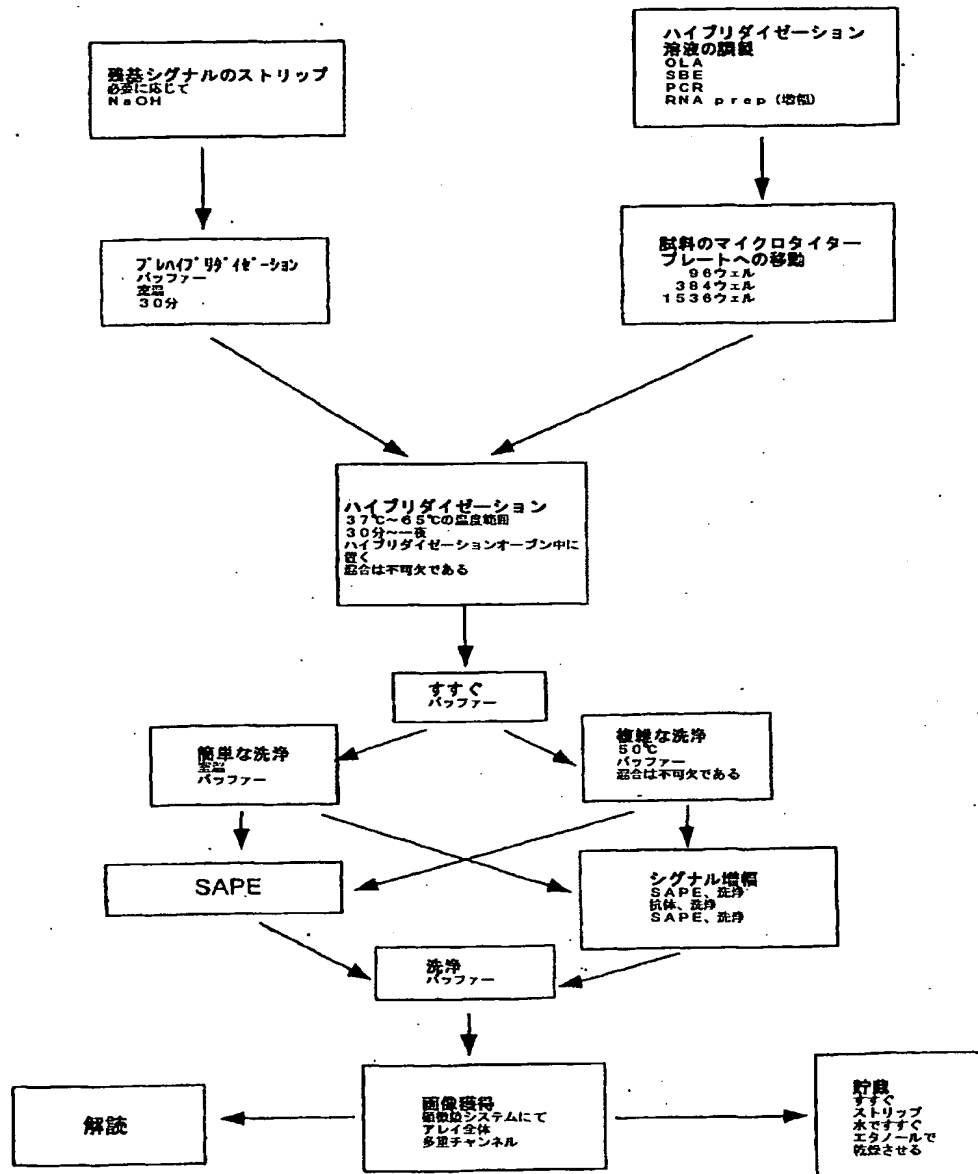 残基シグナルのストリップ
必要に応じて
NaOH
ハイブリダイゼーション
溶液の調製
OLA
SBE
PCR
RNA prep (増幅)
プレハイブリダイゼーション
バッファー
室温
30分
試料のマイクロタイター
プレートへの移動
96ウェル
384ウェル
1536ウェル
ハイブリダイゼーション
37℃~65℃の温度範囲
30分~一夜
ハイブリダイゼーションオーブン中に
置く
混合は不可欠である
すすぐ
バッファー
簡単な洗浄
室温
バッファー
複雑な洗浄
50℃
バッファー
混合は不可欠である
SAPE
シグナル増幅
SAPE、洗浄
抗体、洗浄
SAPE、洗浄
洗浄
バッファー
解読
画像獲得
顕微鏡システムにて
アレイ全体
多重チャンネル
貯蔵
すすぐ
ストリップ
水ですすぐ
エタノールで
乾燥させる